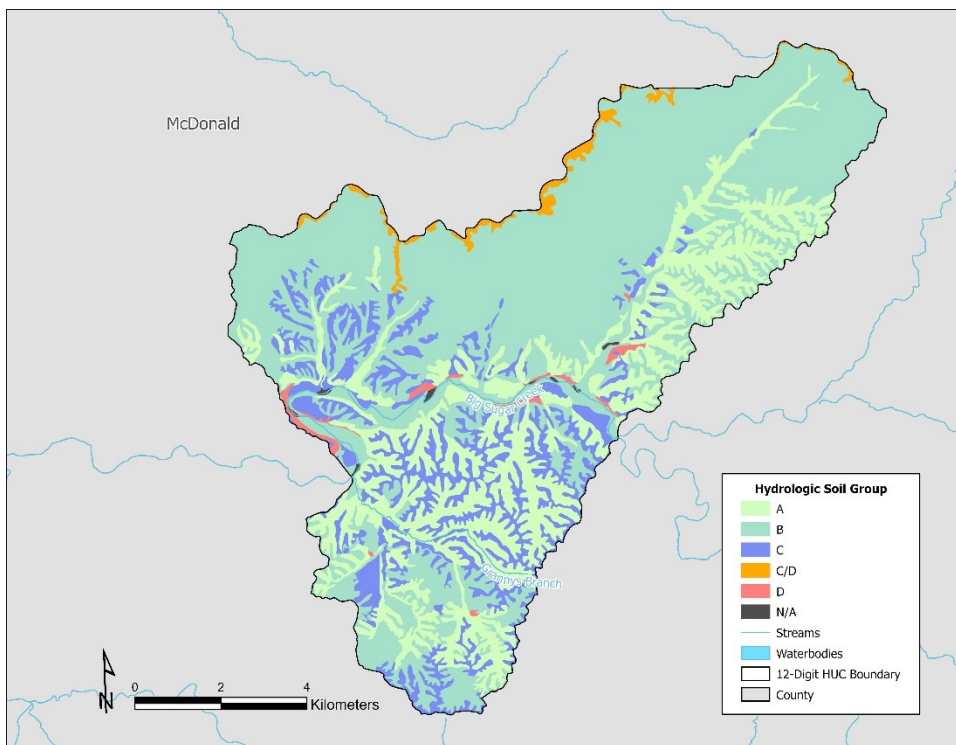 McDonald
Big Sugar Creek
Grannys Branch
Hydrologic Soil Group
A
B
C
C/D
D
N/A
Streams
Waterbodies
12-Digit HUC Boundary
County
N
0 2 4
Kilometers